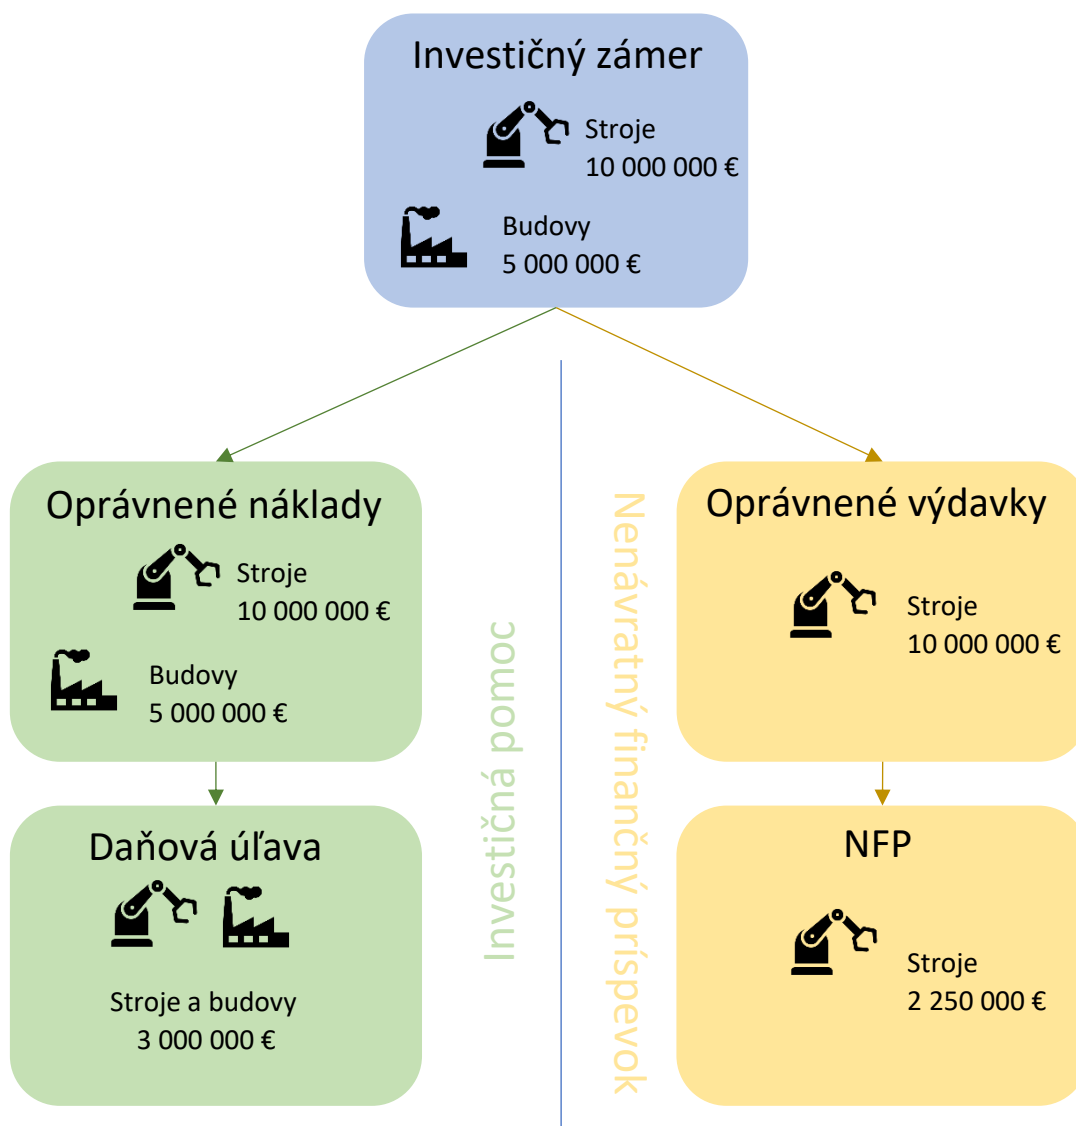 Investičný zámer
Stroje
10 000 000 €
Budovy
5 000 000 €
Oprávnené náklady
Stroje
10 000 000 €
Budovy
5 000 000 €
Daňová úľava
Stroje a budovy
3 000 000 €
Investičná pomoc
Nenávratný finančný príspevok
Oprávnené výdavky
Stroje
10 000 000 €
NFP
Stroje
2 250 000 €